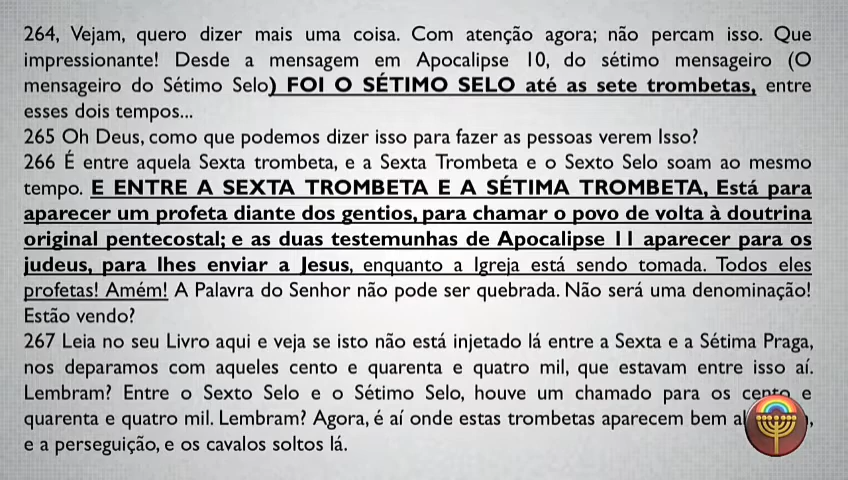 264, Vejam, quero dizer mais uma coisa. Com atenção agora; não percam isso. Que
impressionante! Desde a mensagem em Apocalipse 10, do sétimo mensageiro (O
mensageiro do Sétimo Selo) FOI O SÉTIMO SELO até as sete trombetas, entre
esses dois tempos...
265 Oh Deus, como que podemos dizer isso para fazer as pessoas verem Isso?
266 É entre aquela Sexta trombeta, e a Sexta Trombeta e o Sexto Selo soam ao mesmo
tempo. E ENTRE A SEXTA TROMBETA E A SÉTIMA TROMBETA, Está para
aparecer um profeta diante dos gentios, para chamar o povo de volta à doutrina
original pentecostal; e as duas testemunhas de Apocalipse 11 aparecer para os
judeus, para lhes enviar a Jesus, enquanto a Igreja está sendo tomada. Todos eles
profetas! Amém! A Palavra do Senhor não pode ser quebrada. Não será uma denominação!
Estão vendo?
267 Leia no seu Livro aqui e veja se isto não está injetado lá entre a Sexta e a Sétima Praga,
nos deparamos com aqueles cento e quarenta e quatro mil, que estavam entre isso aí.
Lembram? Entre o Sexto Selo e o Sétimo Selo, houve um chamado para os cento e
quarenta e quatro mil. Lembram? Agora, é aí onde estas trombetas aparecem bem
e a perseguição, e os cavalos soltos lá.